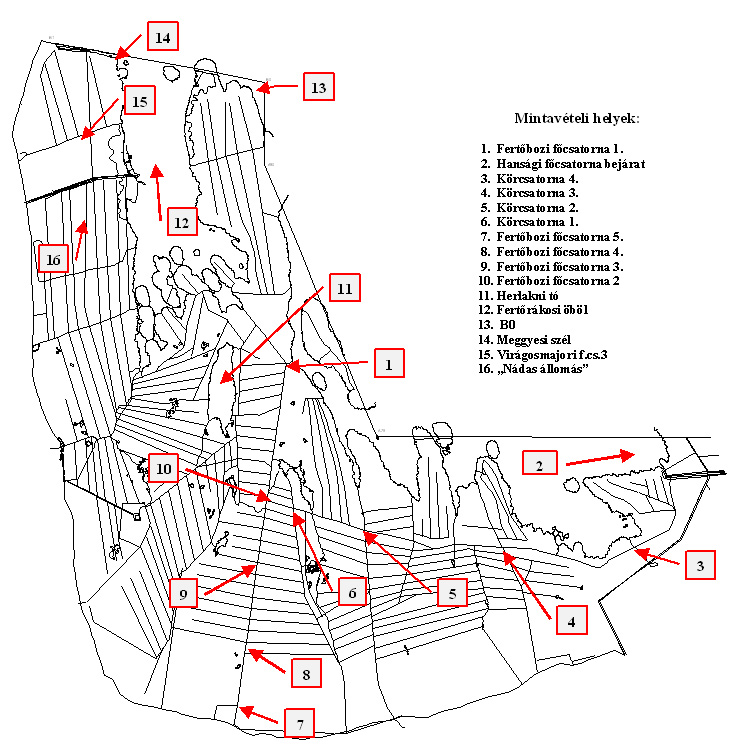 Mintavételi helyek:
1. Fertőbozi főcsatorna 1.
2. Hansági főcsatorna bejárat
3. Körcsatorna 4.
4. Körcsatorna 3.
5. Körcsatorna 2.
6. Körcsatorna 1.
7. Fertőbozi főcsatorna 5.
8. Fertőbozi főcsatorna 4.
9. Fertőbozi főcsatorna 3.
10. Fertőbozi főcsatorna 2
11. Herlakni tó
12. Fertőrákosi öböl
13. B0
14. Meggyesi szél
15. Virágosmajori f.cs.3
16. „Nádas állomás”
14
13
15
12
16
11
1
10
2
9
6
5
4
3
8
7